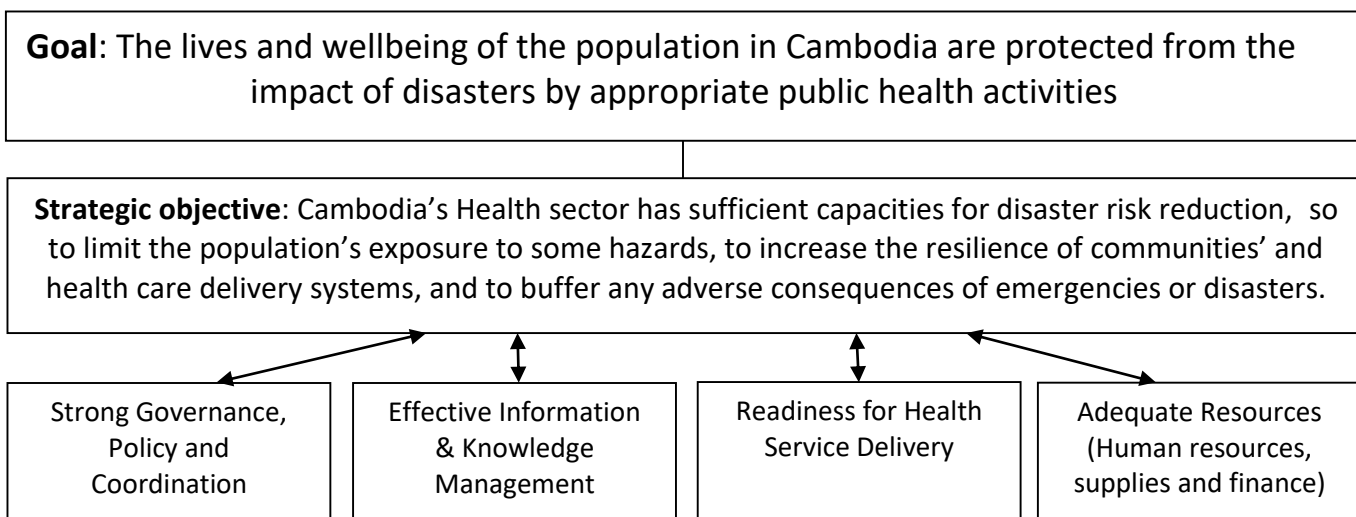 Goal: The lives and wellbeing of the population in Cambodia are protected from the
impact of disasters by appropriate public health activities
Strategic objective: Cambodia’s Health sector has sufficient capacities for disaster risk reduction, so
to limit the population’s exposure to some hazards, to increase the resilience of communities’ and
health care delivery systems, and to buffer any adverse consequences of emergencies or disasters.
Strong Governance,
Policy and
Coordination
Effective Information
& Knowledge
Management
Readiness for Health
Service Delivery
Adequate Resources
(Human resources,
supplies and finance)